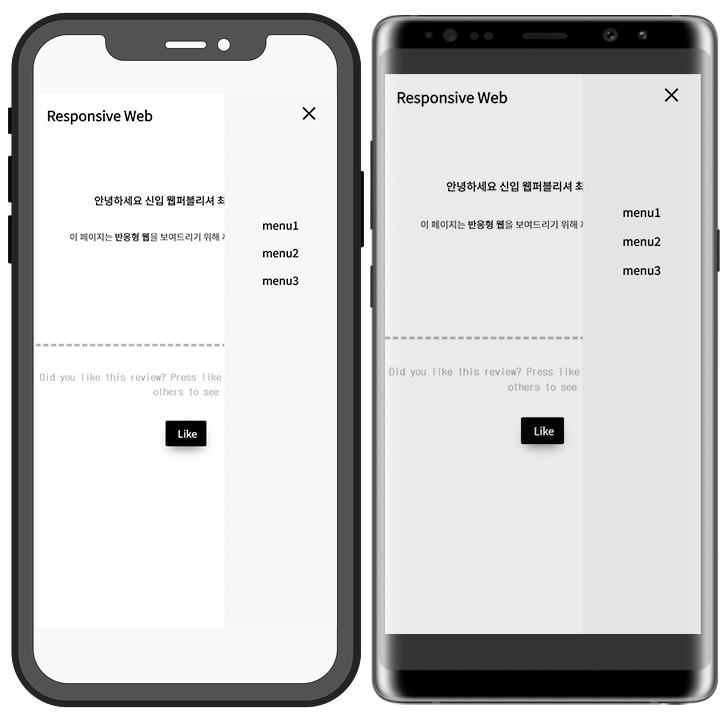 Responsive Web
안녕하세요 신입 웹퍼블리셔 최
이 페이지는 반응형 웹을 보여드리기 위해
menu1
menu2
menu3
Did you like this review? Press like
others to see
Like
Responsive Web
안녕하세요 신입 웹퍼블리셔 최
이 페이지는 반응형 웹을 보여드리기 위해
menu1
menu2
menu3
Did you like this review? Press like
others to see
Like